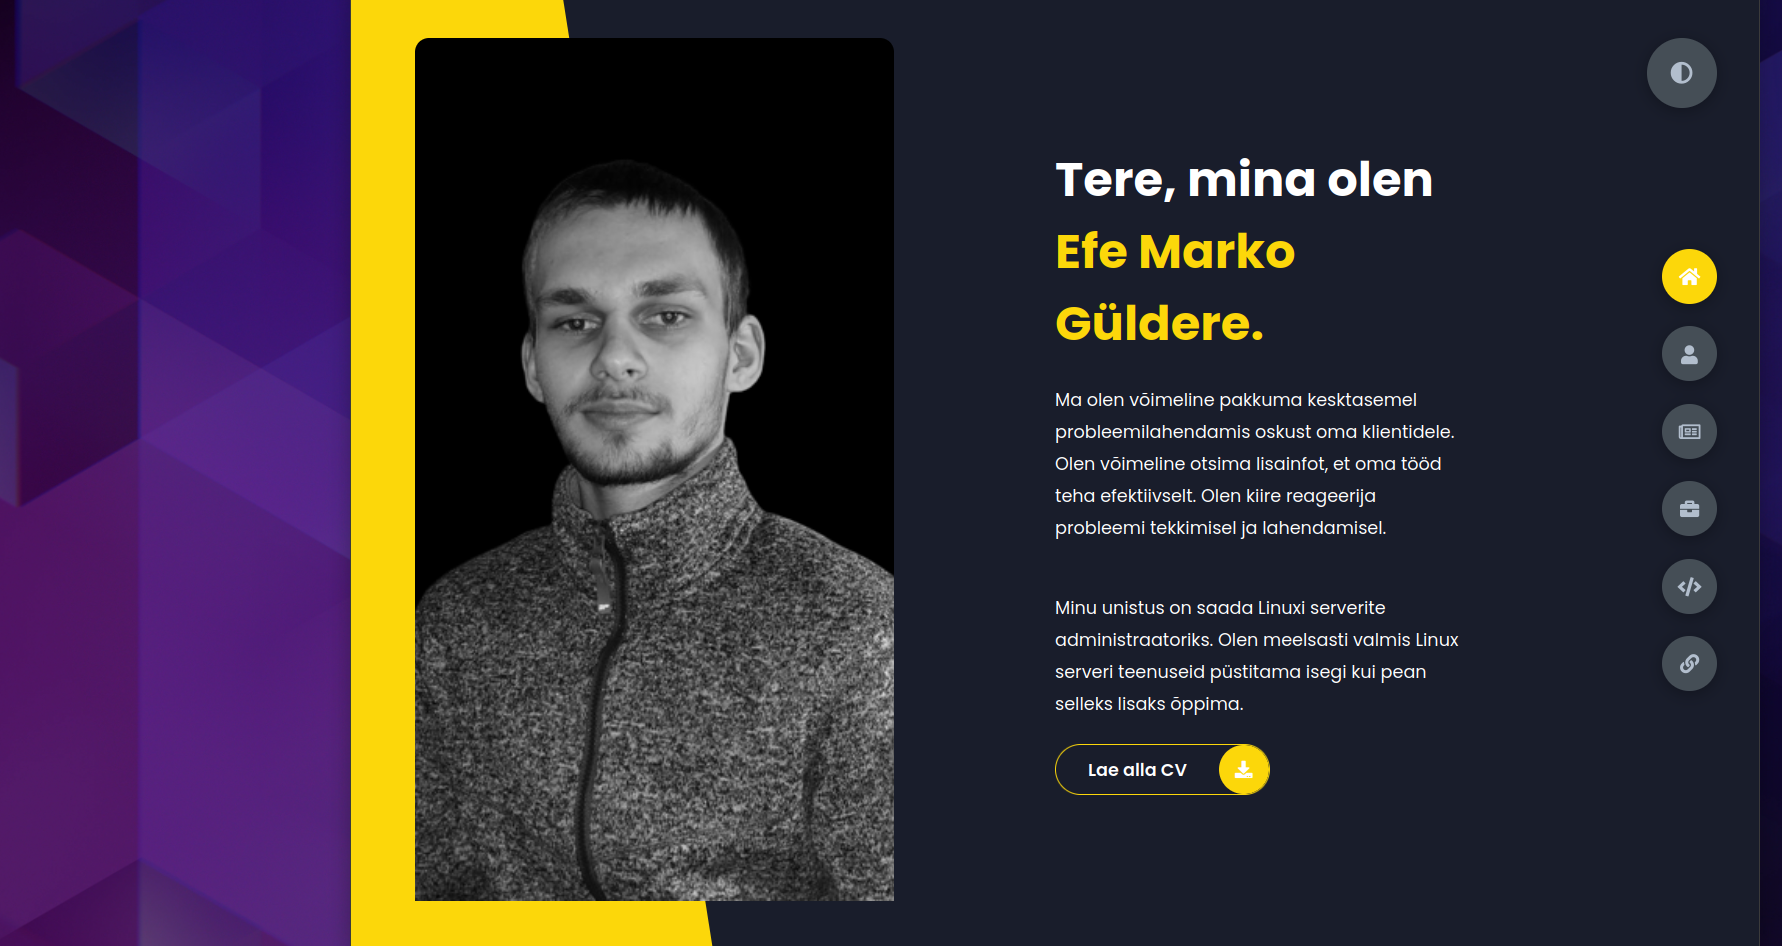 Tere, mina olen
Efe Marko
Güldere.
Ma olen võimeline pakkuma kesktasemel
probleemilahendamis oskust oma klientidele.
Olen võimeline otsima lisainfot, et oma tööd
teha efektiivselt. Olen kiire reageerija
probleemi tekkimisel ja lahendamisel.
Minu unistus on saada Linuxi serverite
administraatoriks. Olen meelsasti valmis Linux
serveri teenuseid püstitama isegi kui pean
selleks lisaks õppima.
Lae alla CV